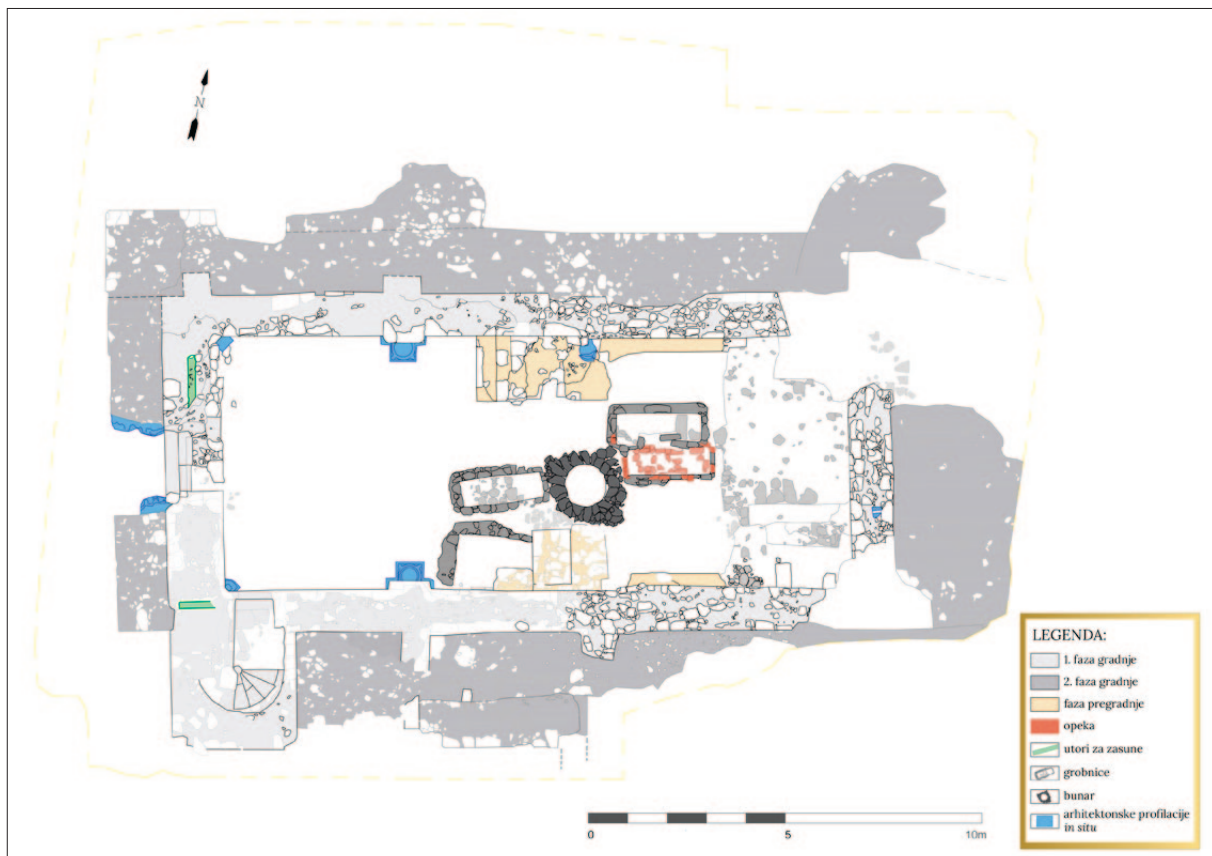 N
LEGENDA:
1. faza gradnje
2. faza gradnje
faza pregradnje
opeka
utori za zasune
grobnice
bunar
arhitektonske profilacije
in situ
0 5 10m